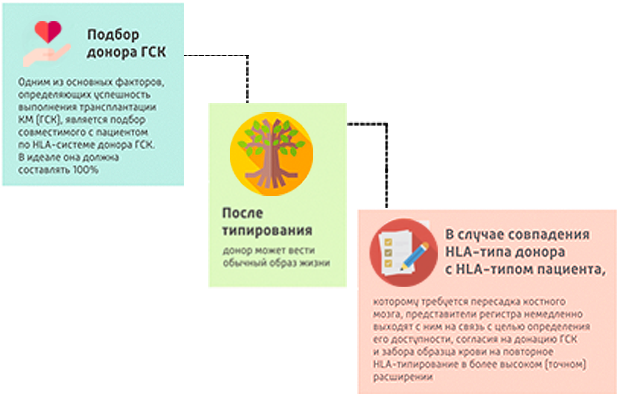 Подбор
донора ГСК
Одним из основных факторов,
определяющих успешность
выполнения трансплантации
КМ (ГСК), является подбор
совместимого с пациентом
по HLA-системе донора ГСК.
В идеале она должна
составлять 100%
После
типирования
донор может вести
обычный образ жизни
В случае совпадения
HLA-типа донора
с HLA-типом пациента,
которому требуется пересадка костного
мозга, представители регистра немедленно
выходят с ним на связь с целью определения
его доступности, согласия на донацию ГСК
и забора образца крови на повторное
HLA-типирование в более высоком (точном)
расширении